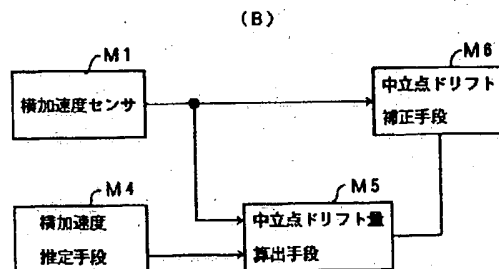 (B)
M1
横加速度センサ
M6
中立点ドリフト
補正手段
M4
横加速度
推定手段
M5
中立点ドリフト量
算出手段